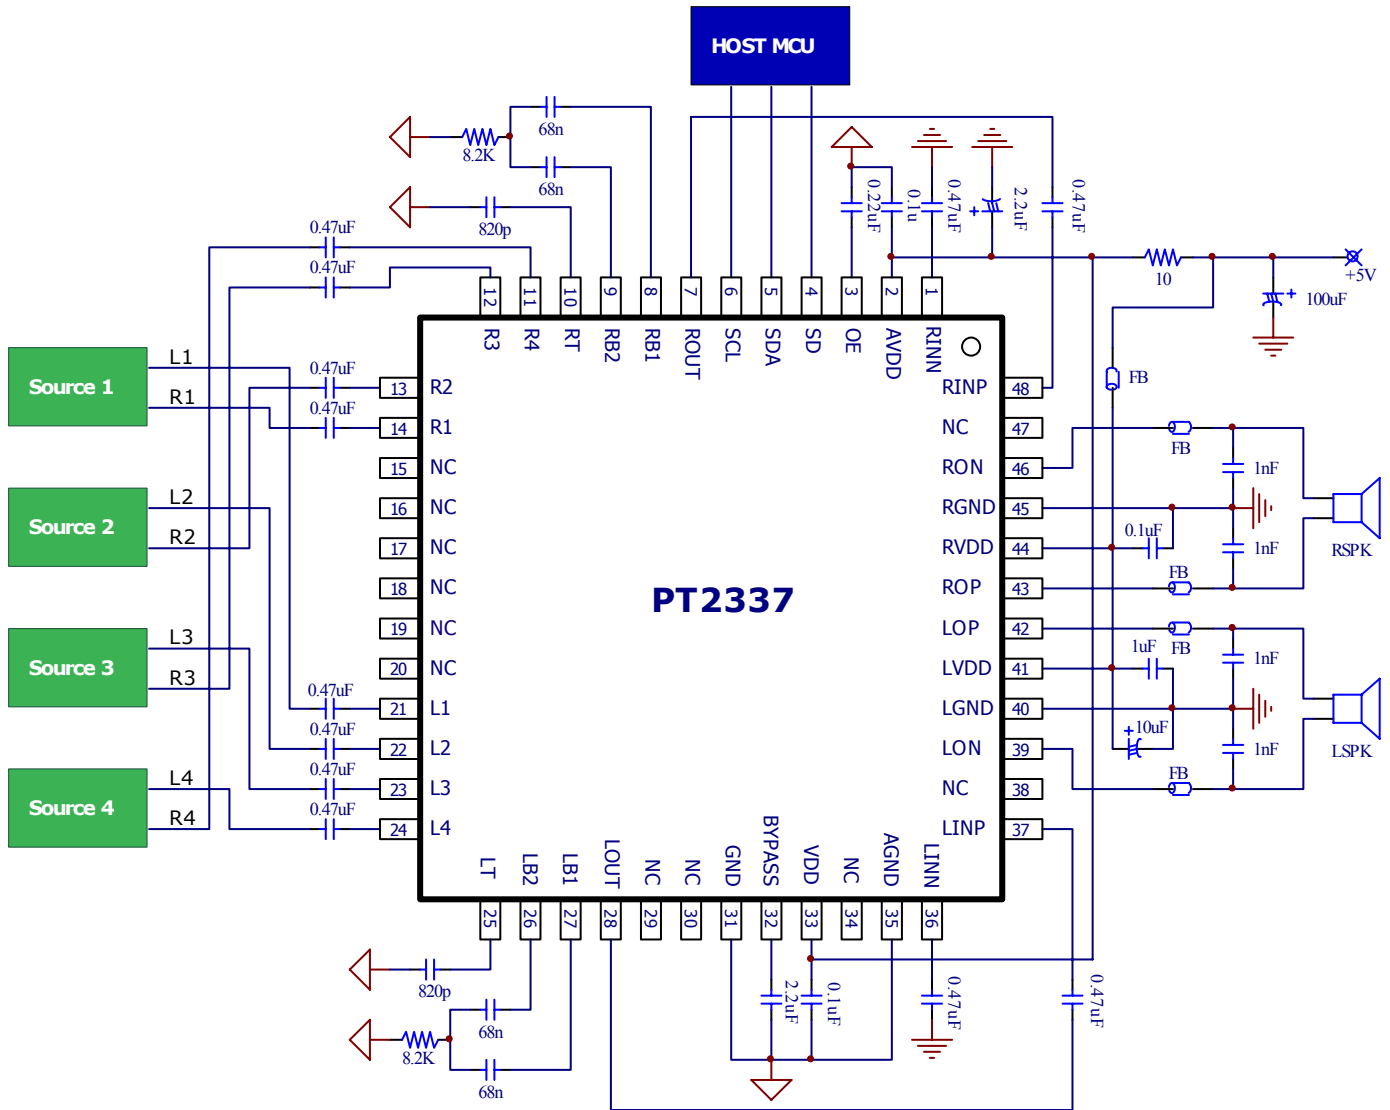 HOST MCU
68n
8.2K
68n
820p
0.47uF
0.47uF
0.22uF
0.1u
0.47uF
2.2uF
0.47uF
10
+5V
100uF
12
11
10
9
8
7
6
5
4
3
2
1
R3
R4
RT
RB2
RB1
ROUT
SCL
SDA
SD
OE
AVDD
RINN
Source 1
L1
R1
0.47uF
0.47uF
13 R2
14 R1
15 NC
16 NC
17 NC
18 NC
19 NC
20 NC
21 L1
22 L2
23 L3
24 L4
Source 2
L2
R2
Source 3
L3
R3
Source 4
L4
R4
0.47uF
0.47uF
0.47uF
0.47uF
PT2337
RINP 48
NC 47
RON 46
RGND 45
RVDD 44
ROP 43
LOP 42
LVDD 41
LGND 40
LON 39
NC 38
LINP 37
FB
FB
1nF
0.1uF
1nF
RSPK
FB
FB
1uF
1nF
+10uF
1nF
LSPK
FB
LT
LB2
LB1
LOUT
NC
NC
GND
BYPASS
VDD
NC
AGND
LINN
25
26
27
28
29
30
31
32
33
34
35
36
820p
68n
8.2K
68n
2.2uF
0.1uF
0.47uF
0.47uF